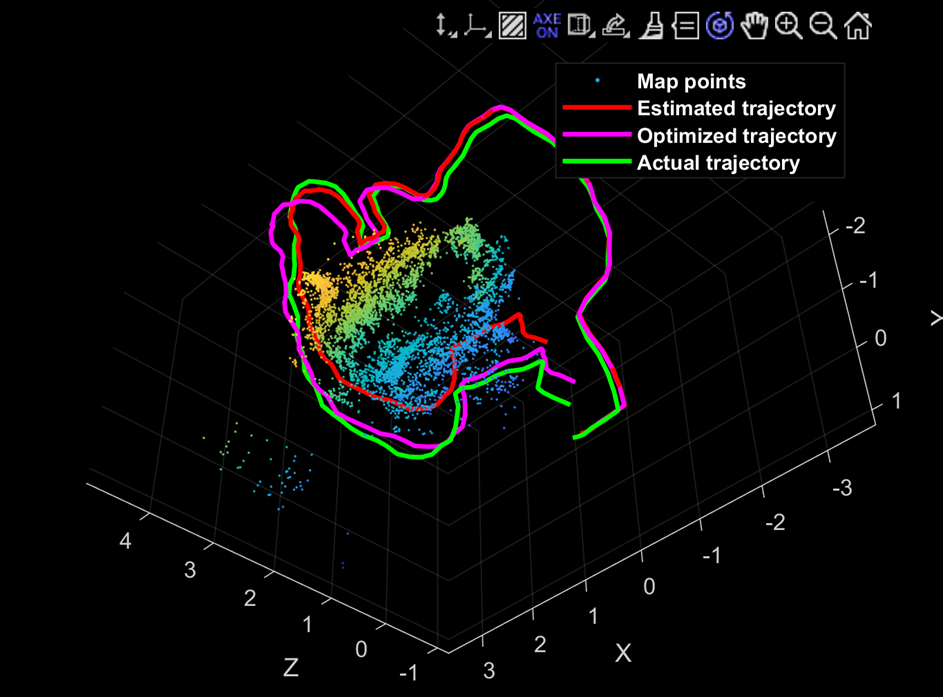 AXE
ON
Map points
Estimated trajectory
Optimized trajectory
Actual trajectory
-2
-1
0
1
Y
-3
-2
-1
0
1
2
3
X
4
3
2
1
0
-1
Z